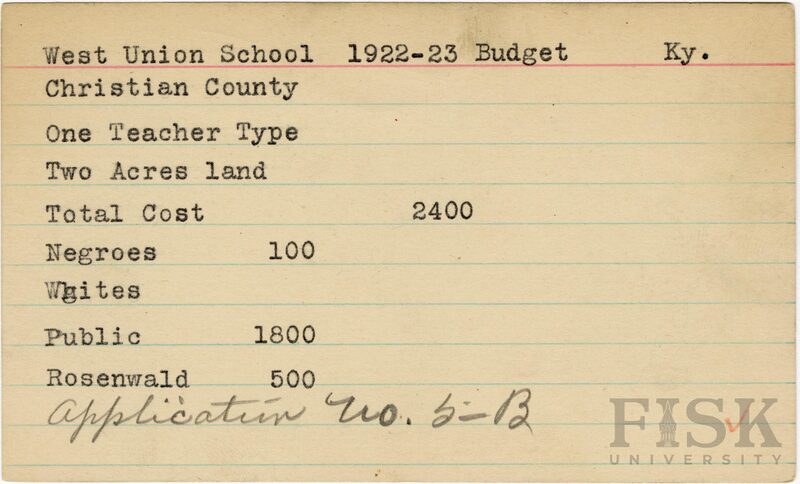 West Union School 1922-23 Budget Ky.
Christian County
One Teacher Type
Two Acres land
Total Cost 2400
Negroes 100
Whites
Public 1800
Rosenwald 500
Application No. 5-B
FISK
UNIVERSITY